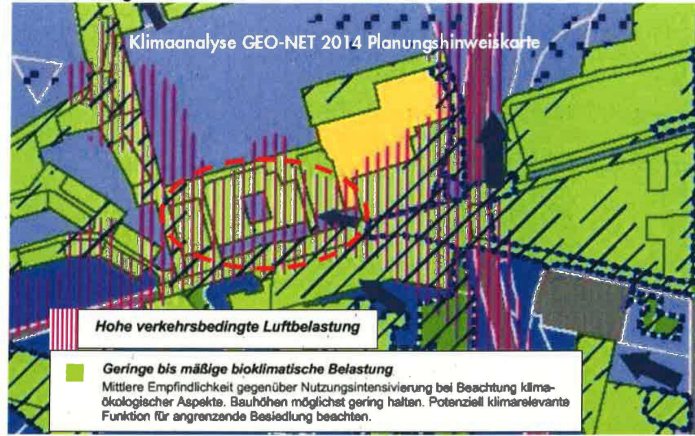 Klimaanalyse GEO-NET 2014 Planungshinweiskarte
Hohe verkehrsbedingte Luftbelastung
Geringe bis mäßige bioklimatische Belastung
Mittlere Empfindlichkeit gegenüber Nutzungsintensivierung bei Beachtung klima-
ökologischer Aspekte. Bauhöhen möglichst gering halten. Potenziell klimarelevante
Funktion für angrenzende Besiedlung beachten.